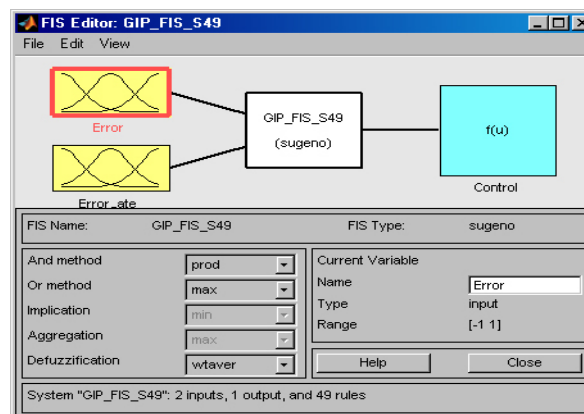 FIS Editor: GIP_FIS_S49
File Edit View
Error
Error_ate
GIP_FIS_S49
(sugeno)
f(u)
Control
FIS Name: GIP_FIS_S49 FIS Type: sugeno
And method prod
Or method max
Implication min
Aggregation max
Defuzzification wtaver
Current Variable
Name Error
Type input
Range [-1 1]
Help Close
System "GIP_FIS_S49": 2 inputs, 1 output, and 49 rules